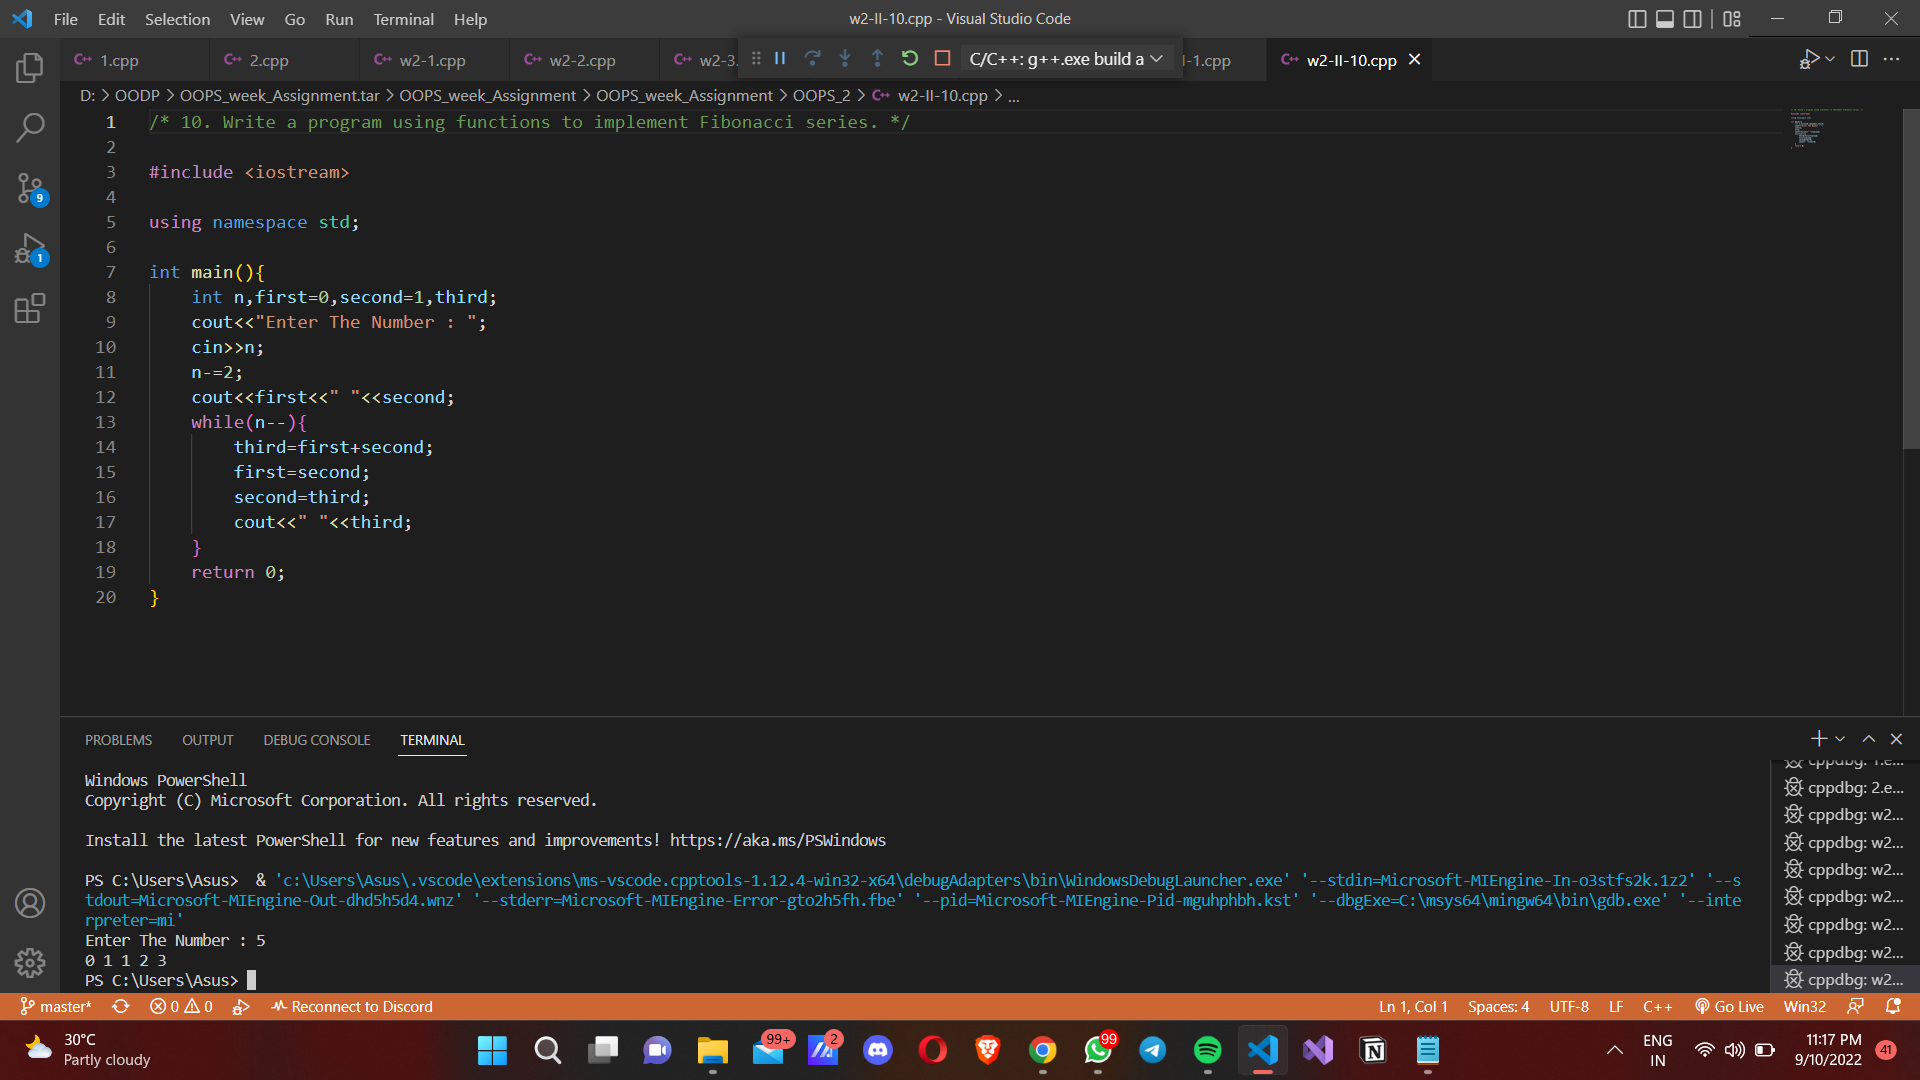 File Edit Selection View Go Run Terminal Help
w2-II-10.cpp - Visual Studio Code
1.cpp
2.cpp
w2-1.cpp
w2-2.cpp
w2-3.
C/C++: g++.exe build a
I-1.cpp
w2-II-10.cpp
D: > OODP > OOPS_week_Assignment.tar > OOPS_week_Assignment > OOPS_week_Assignment > OOPS_2 > w2-II-10.cpp > ...
1 /* 10. Write a program using functions to implement Fibonacci series. */
2
3 #include <iostream>
4
5 using namespace std;
6
7 int main(){
8 int n,first=0,second=1,third;
9 cout<<"Enter The Number : ";
10 cin>>n;
11 n-=2;
12 cout<<first<<" "<<second;
13 while(n--){
14 third=first+second;
15 first=second;
16 second=third;
17 cout<<" "<<third;
18 }
19 return 0;
20 }
9
1
PROBLEMS OUTPUT DEBUG CONSOLE TERMINAL
Windows PowerShell
Copyright (C) Microsoft Corporation. All rights reserved.
Install the latest PowerShell for new features and improvements! https://aka.ms/PSWindows
PS C:\Users\Asus>  & 'c:\Users\Asus\.vscode\extensions\ms-vscode.cpptools-1.12.4-win32-x64\debugAdapters\bin\WindowsDebugLauncher.exe' '--stdin=Microsoft-MIEngine-In-o3stfs2k.1z2' '--s
tdout=Microsoft-MIEngine-Out-dhd5h5d4.wnz' '--stderr=Microsoft-MIEngine-Error-gto2h5fh.fbe' '--pid=Microsoft-MIEngine-Pid-mguhphbh.kst' '--dbgExe=C:\msys64\mingw64\bin\gdb.exe' '--inte
rpreter=mi'
Enter The Number : 5
0 1 1 2 3
PS C:\Users\Asus>
cppdbg: 1.e...
cppdbg: 2.e...
cppdbg: w2...
cppdbg: w2...
cppdbg: w2...
cppdbg: w2...
cppdbg: w2...
cppdbg: w2...
cppdbg: w2...
master* 0 0 Reconnect to Discord
Ln 1, Col 1 Spaces: 4 UTF-8 LF C++ Go Live Win32
30°C
Partly cloudy
99+
2
99
ENG
IN
11:17 PM
9/10/2022
41